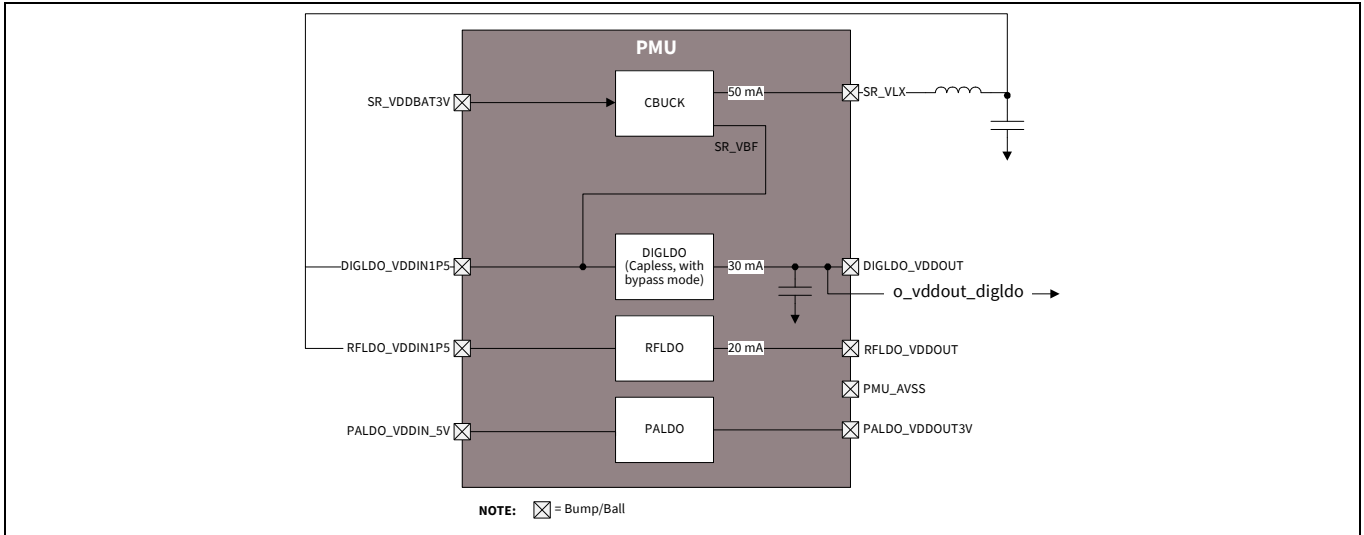 PMU
SR_VDDBAT3V
CBUCK
50 mA
SR_VLX
SR_VBF
DIGLDO_VDDIN1P5
DIGLDO
(Capless, with
bypass mode)
30 mA
DIGLDO_VDDOUT
o_vddout_digldo
RFLDO_VDDIN1P5
RFLDO
20 mA
RFLDO_VDDOUT
PMU_AVSS
PALDO_VDDIN_5V
PALDO
PALDO_VDDOUT3V
NOTE: = Bump/Ball